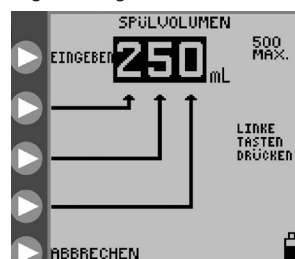 SPÜLVOLUMEN
EINGEBEN 250 mL
500
MAX.
LINKE
TASTEN
DRÜCKEN
ABBRECHEN